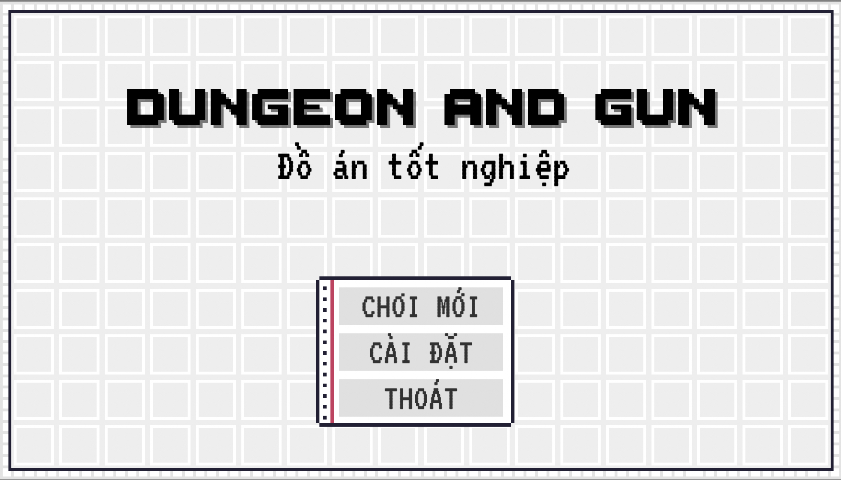 DUNGEON AND GUN
Đồ án tốt nghiệp
CHƠI MỚI
CÀI ĐẶT
THOÁT